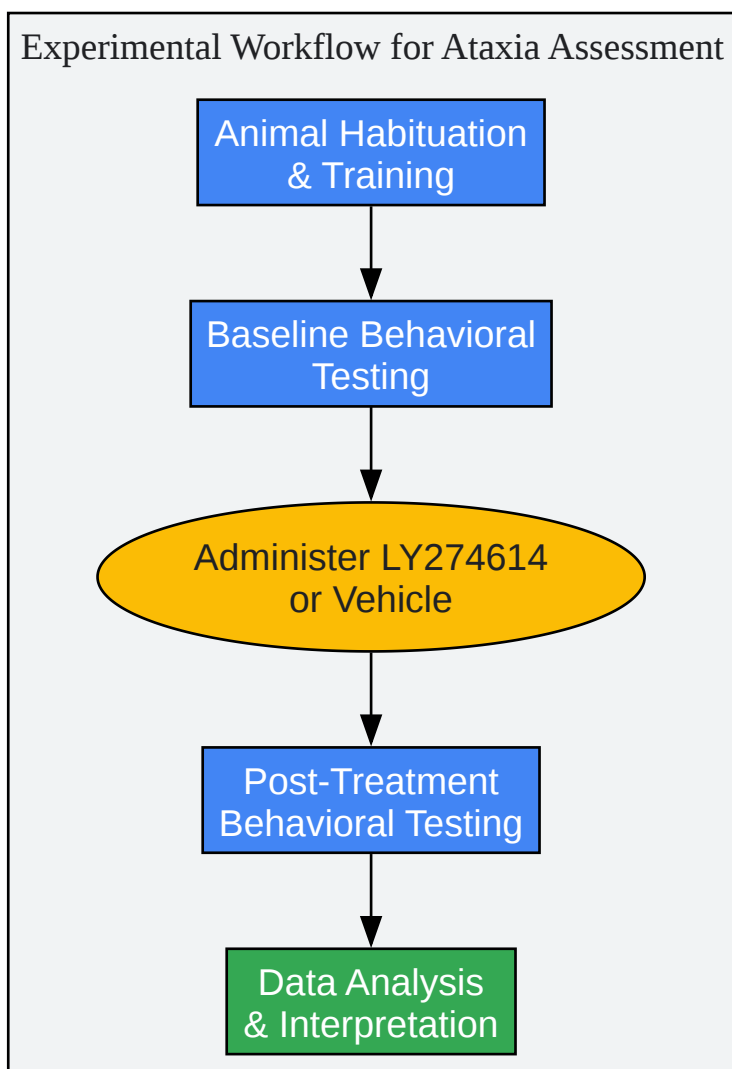 Experimental Workflow for Ataxia Assessment
Animal Habituation
& Training
Baseline Behavioral
Testing
Administer LY274614
or Vehicle
Post-Treatment
Behavioral Testing
Data Analysis
& Interpretation